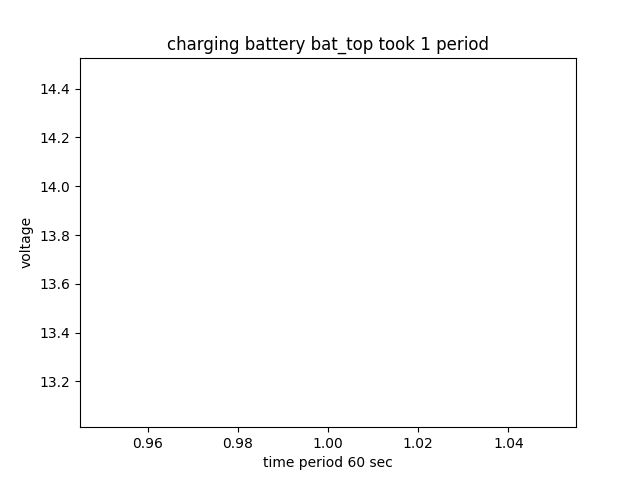 charging battery bat_top took 1 period
14.4
14.2
14.0
13.8
13.6
13.4
13.2
voltage
0.96 0.98 1.00 1.02 1.04
time period 60 sec